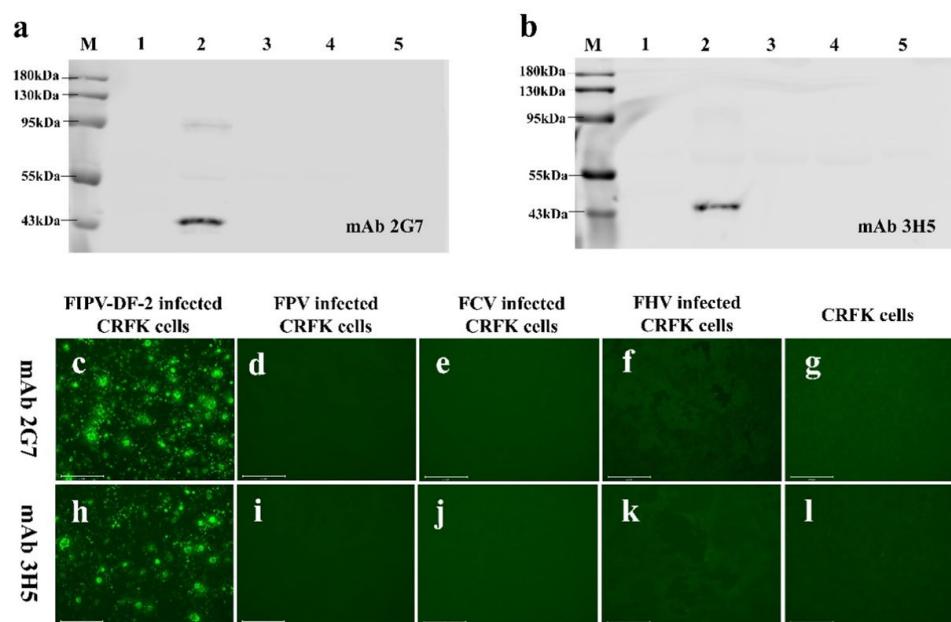 a
M 1 2 3 4 5
180kDa
130kDa
95kDa
55kDa
43kDa
mAb 2G7
b
M 1 2 3 4 5
180kDa
130kDa
95kDa
55kDa
43kDa
mAb 3H5
FIPV-DF-2 infected
CRFK cells
FPV infected
CRFK cells
FCV infected
CRFK cells
FHV infected
CRFK cells
CRFK cells
mAb 2G7
c d e f g
mAb 3H5
h i j k l